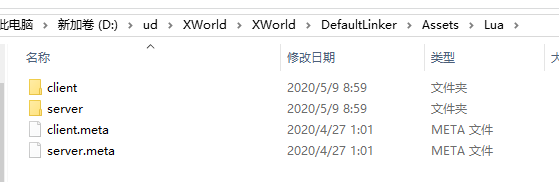 此电脑 › 新加卷 (D:) › ud › XWorld › XWorld › DefaultLinker › Assets › Lua ›
名称 修改日期 类型
client 2020/5/9 8:59 文件夹
server 2020/5/9 8:59 文件夹
client.meta 2020/4/27 1:01 META 文件
server.meta 2020/4/27 1:01 META 文件